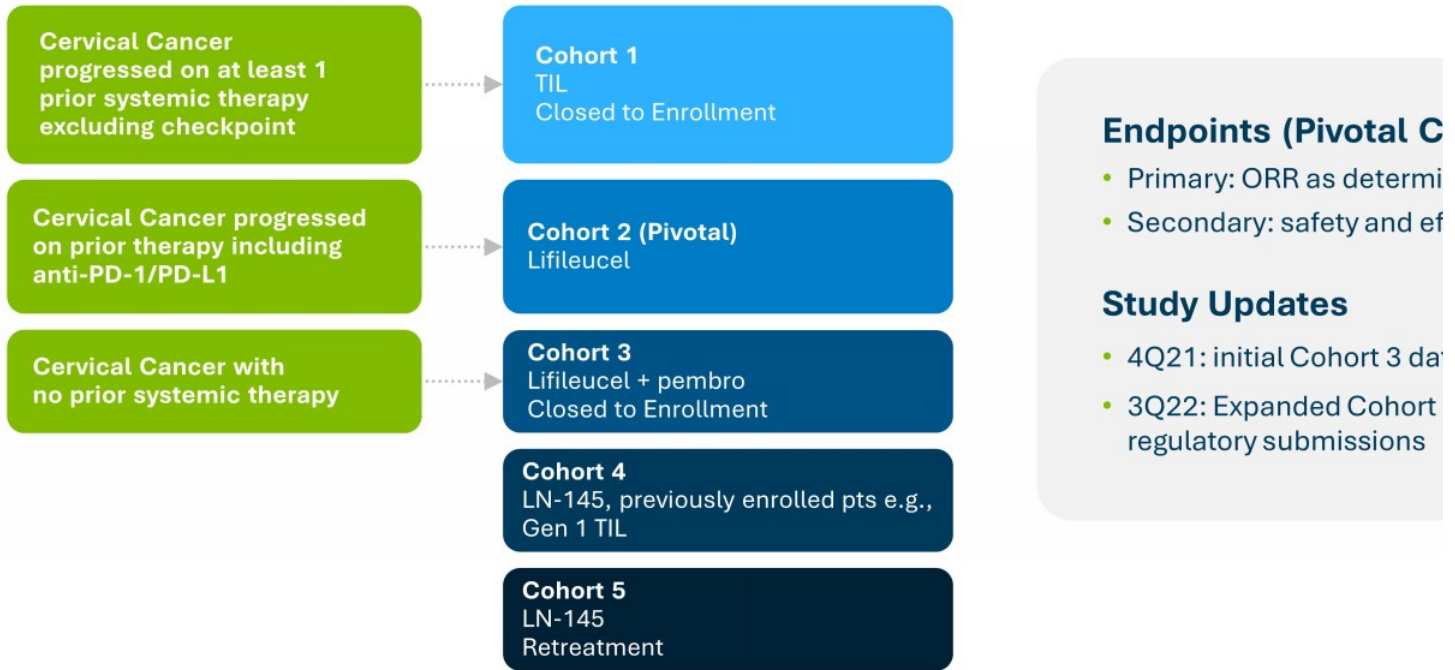 Cervical Cancer
progressed on at least 1
prior systemic therapy
excluding checkpoint
Cohort 1
TIL
Closed to Enrollment
Cervical Cancer progressed
on prior therapy including
anti-PD-1/PD-L1
Cohort 2 (Pivotal)
Lifileucel
Cervical Cancer with
no prior systemic therapy
Cohort 3
Lifileucel + pembro
Closed to Enrollment
Cohort 4
LN-145, previously enrolled pts e.g.,
Gen 1 TIL
Cohort 5
LN-145
Retreatment
Endpoints (Pivotal
• Primary: ORR as
• Secondary: safety and
Study Updates
• 4Q21: initial Cohort 3
• 3Q22: Expanded Cohort
regulatory submissions